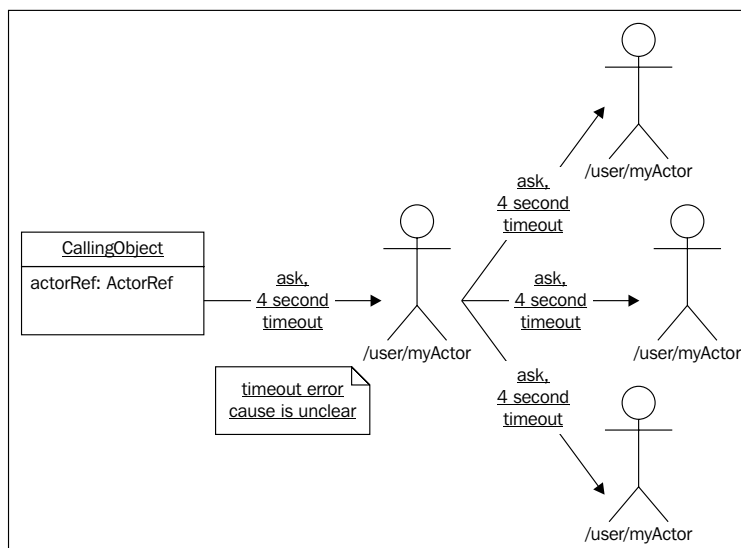 CallingObject
actorRef: ActorRef
ask,
4 second
timeout
/user/myActor
timeout error
cause is unclear
ask,
4 second
timeout
/user/myActor
ask,
4 second
timeout
/user/myActor
ask,
4 second
timeout
/user/myActor